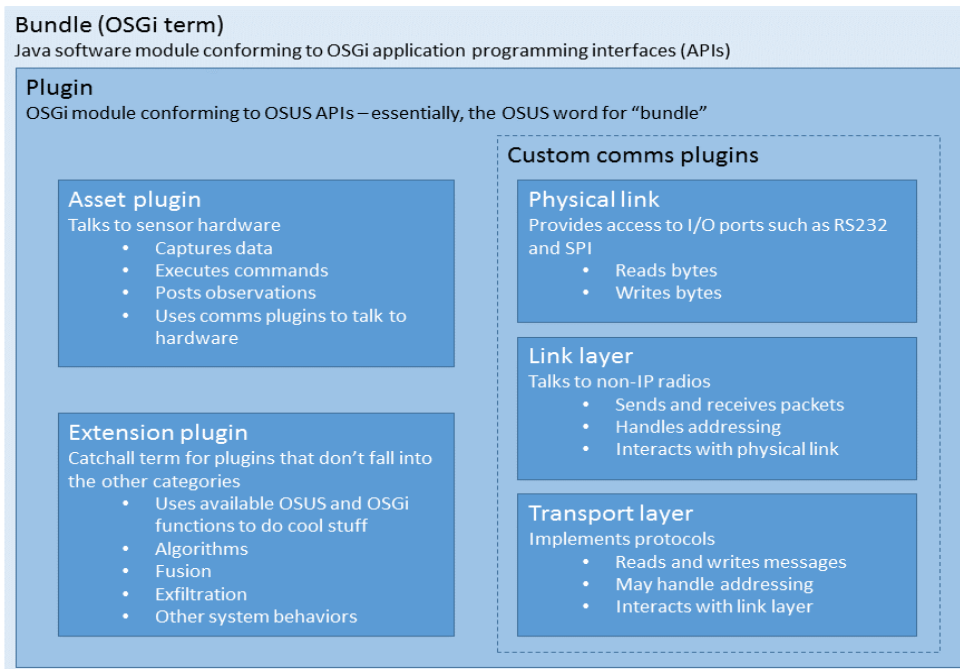 Bundle (OSGi term)
Java software module conforming to OSGi application programming interfaces (APIs)
Plugin
OSGi module conforming to OSUS APIs – essentially, the OSUS word for “bundle”
Asset plugin
Talks to sensor hardware
• Captures data
• Executes commands
• Posts observations
• Uses comms plugins to talk to
hardware
Extension plugin
Catchall term for plugins that don’t fall into
the other categories
• Uses available OSUS and OSGi
functions to do cool stuff
• Algorithms
• Fusion
• Exfiltration
• Other system behaviors
Custom comms plugins
Physical link
Provides access to I/O ports such as RS232
and SPI
• Reads bytes
• Writes bytes
Link layer
Talks to non-IP radios
• Sends and receives packets
• Handles addressing
• Interacts with physical link
Transport layer
Implements protocols
• Reads and writes messages
• May handle addressing
• Interacts with link layer